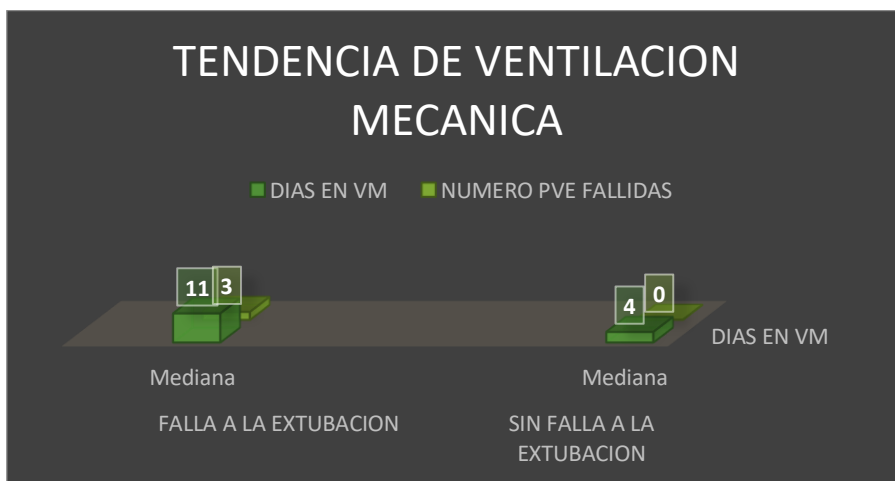 TENDENCIA DE VENTILACION
MECANICA
DIAS EN VM NUMERO PVE FALLIDAS
11 3 4 0
DIAS EN VM
Mediana Mediana
FALLA A LA EXTUBACION SIN FALLA A LA
EXTUBACION